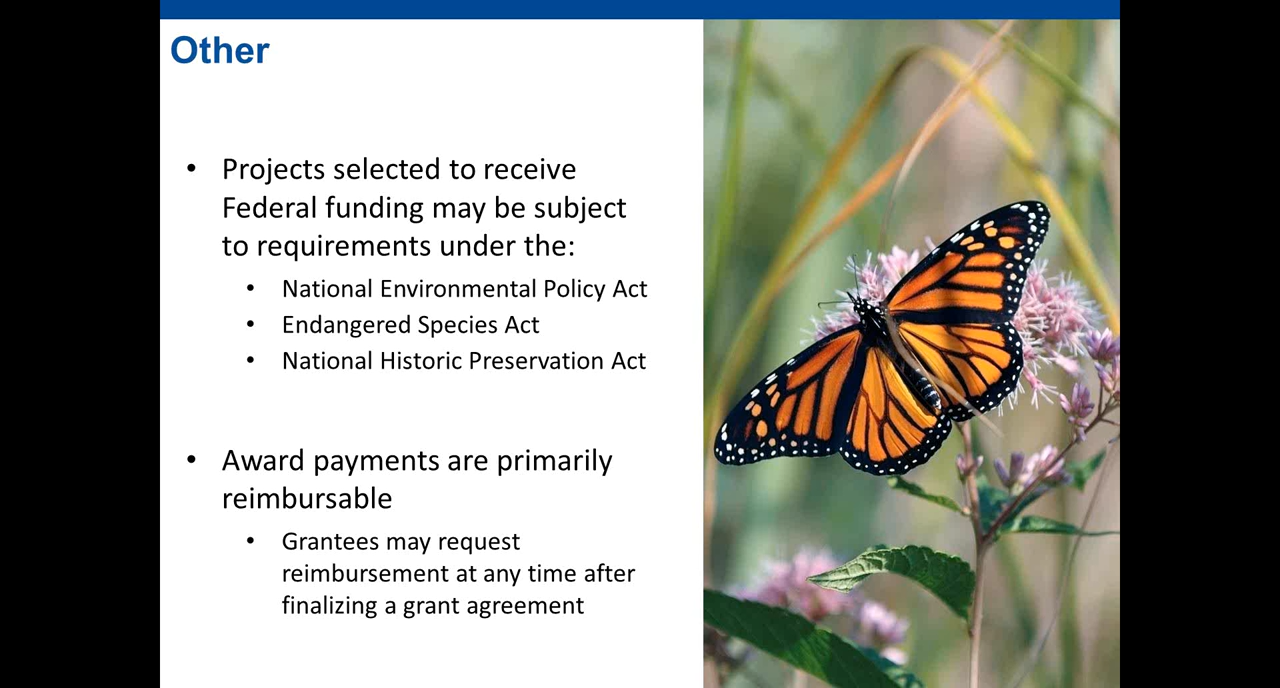 Other
• Projects selected to receive
Federal funding may be subject
to requirements under the:
• National Environmental Policy Act
• Endangered Species Act
• National Historic Preservation Act
• Award payments are primarily
reimbursable
• Grantees may request
reimbursement at any time after
finalizing a grant agreement